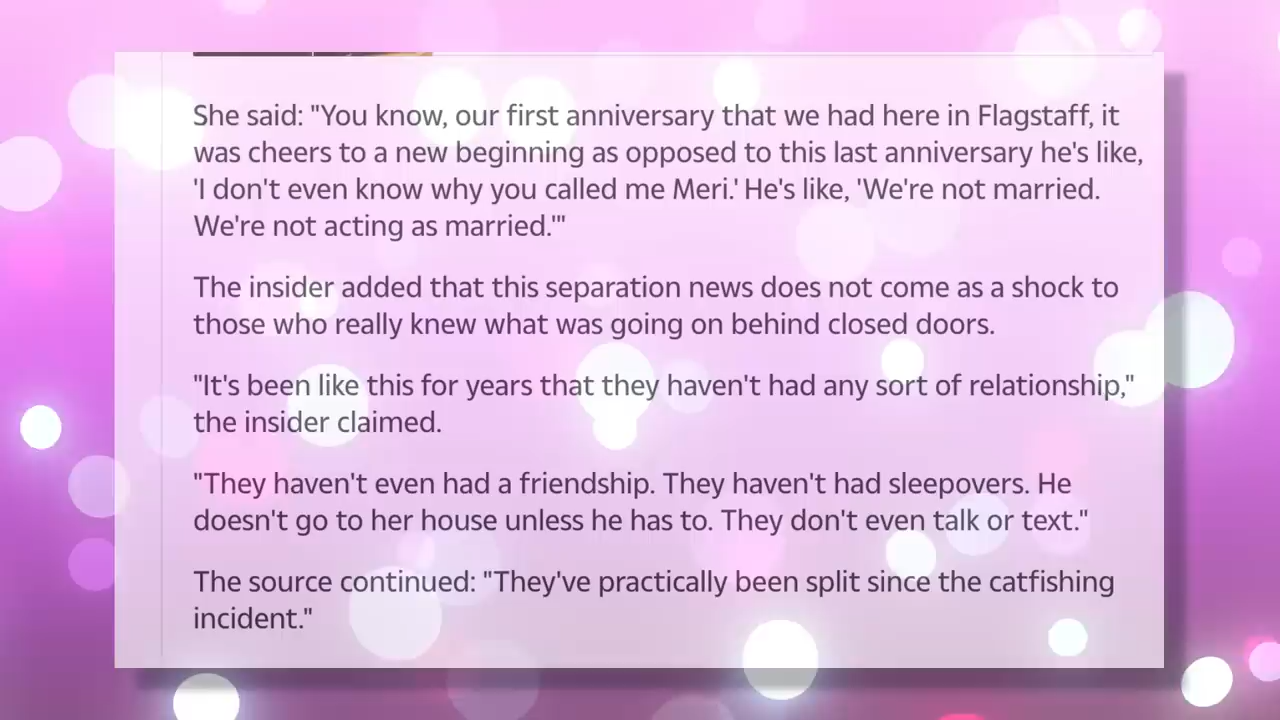 She said: "You know, our first anniversary that we had here in Flagstaff, it
was cheers to a new beginning as opposed to this last anniversary he's like,
'I don't even know why you called me Meri.' He's like, 'We're not married.
We're not acting as married.'"
The insider added that this separation news does not come as a shock to
those who really knew what was going on behind closed doors.
"It's been like this for years that they haven't had any sort of relationship,"
the insider claimed.
"They haven't even had a friendship. They haven't had sleepovers. He
doesn't go to her house unless he has to. They don't even talk or text."
The source continued: "They've practically been split since the catfishing
incident."